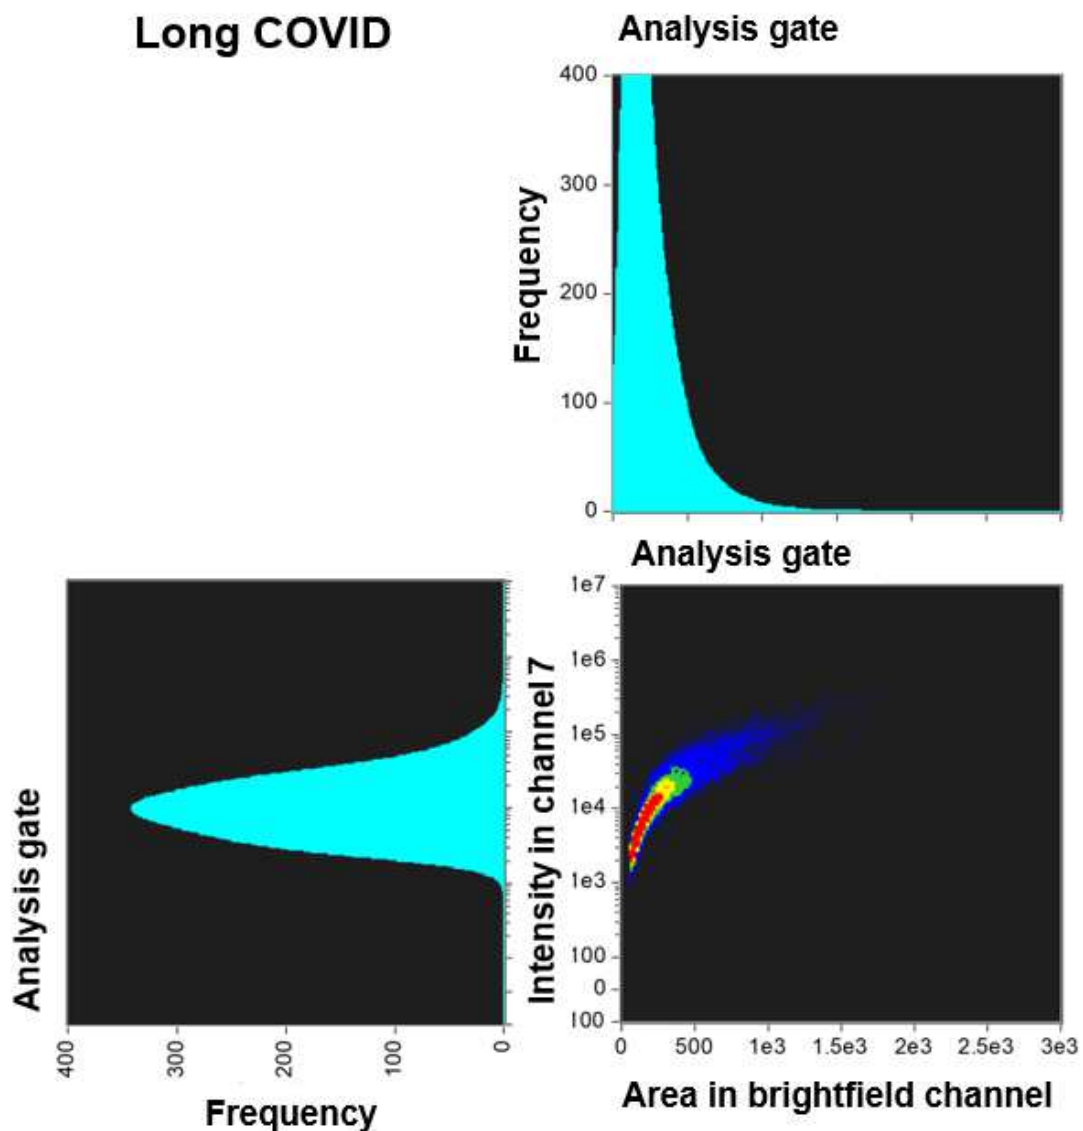 Long COVID
Analysis gate
400
300
200
100
0
Frequency
Analysis gate
1e7
1e6
1e5
1e4
1e3
100
0
100
Intensity in channel 7
0
500
1e3
1.5e3
2e3
2.5e3
3e3
Area in brightfield channel
Analysis gate
400
300
200
100
0
Frequency